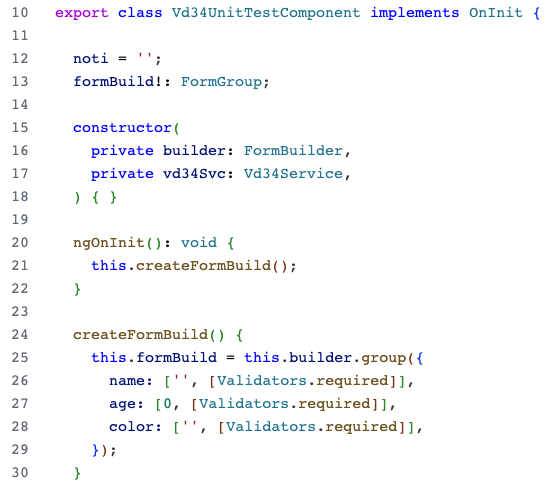 10 export class Vd34UnitTestComponent implements OnInit {
11
12   noti = '';
13   formBuild!: FormGroup;
14
15   constructor(
16     private builder: FormBuilder,
17     private vd34Svc: Vd34Service,
18   ) { }
19
20   ngOnInit(): void {
21     this.createFormBuild();
22   }
23
24   createFormBuild() {
25     this.formBuild = this.builder.group({
26       name: ['', [Validators.required]],
27       age: [0, [Validators.required]],
28       color: ['', [Validators.required]],
29     });
30   }